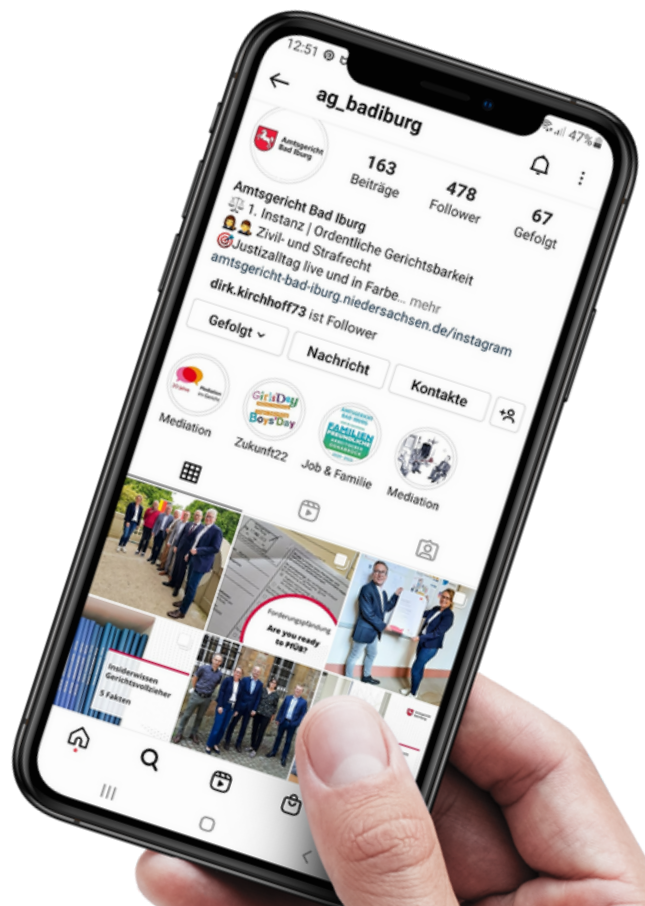 12:51
47%
ag_badiburg
Amtsgericht
Bad Iburg
163
Beiträge
478
Follower
67
Gefolgt
Amtsgericht Bad Iburg
1. Instanz | Ordentliche Gerichtsbarkeit
Zivil- und Strafrecht
Justizalltag live und in Farbe... mehr
amtsgericht-bad-iburg.niedersachsen.de/instagram
dirk.kirchhoff73 ist Follower
Gefolgt
Nachricht
Kontakte
Mediation
Girls'Day
Boys'Day
FAMILIEN
FREUNDLICHE
Mediation
Zukunft22
Job & Familie
Mediation
Forderungspfändung
Are you ready
to PfÜB?
Insiderwissen
Gerichtsvollzieher
5 Fakten